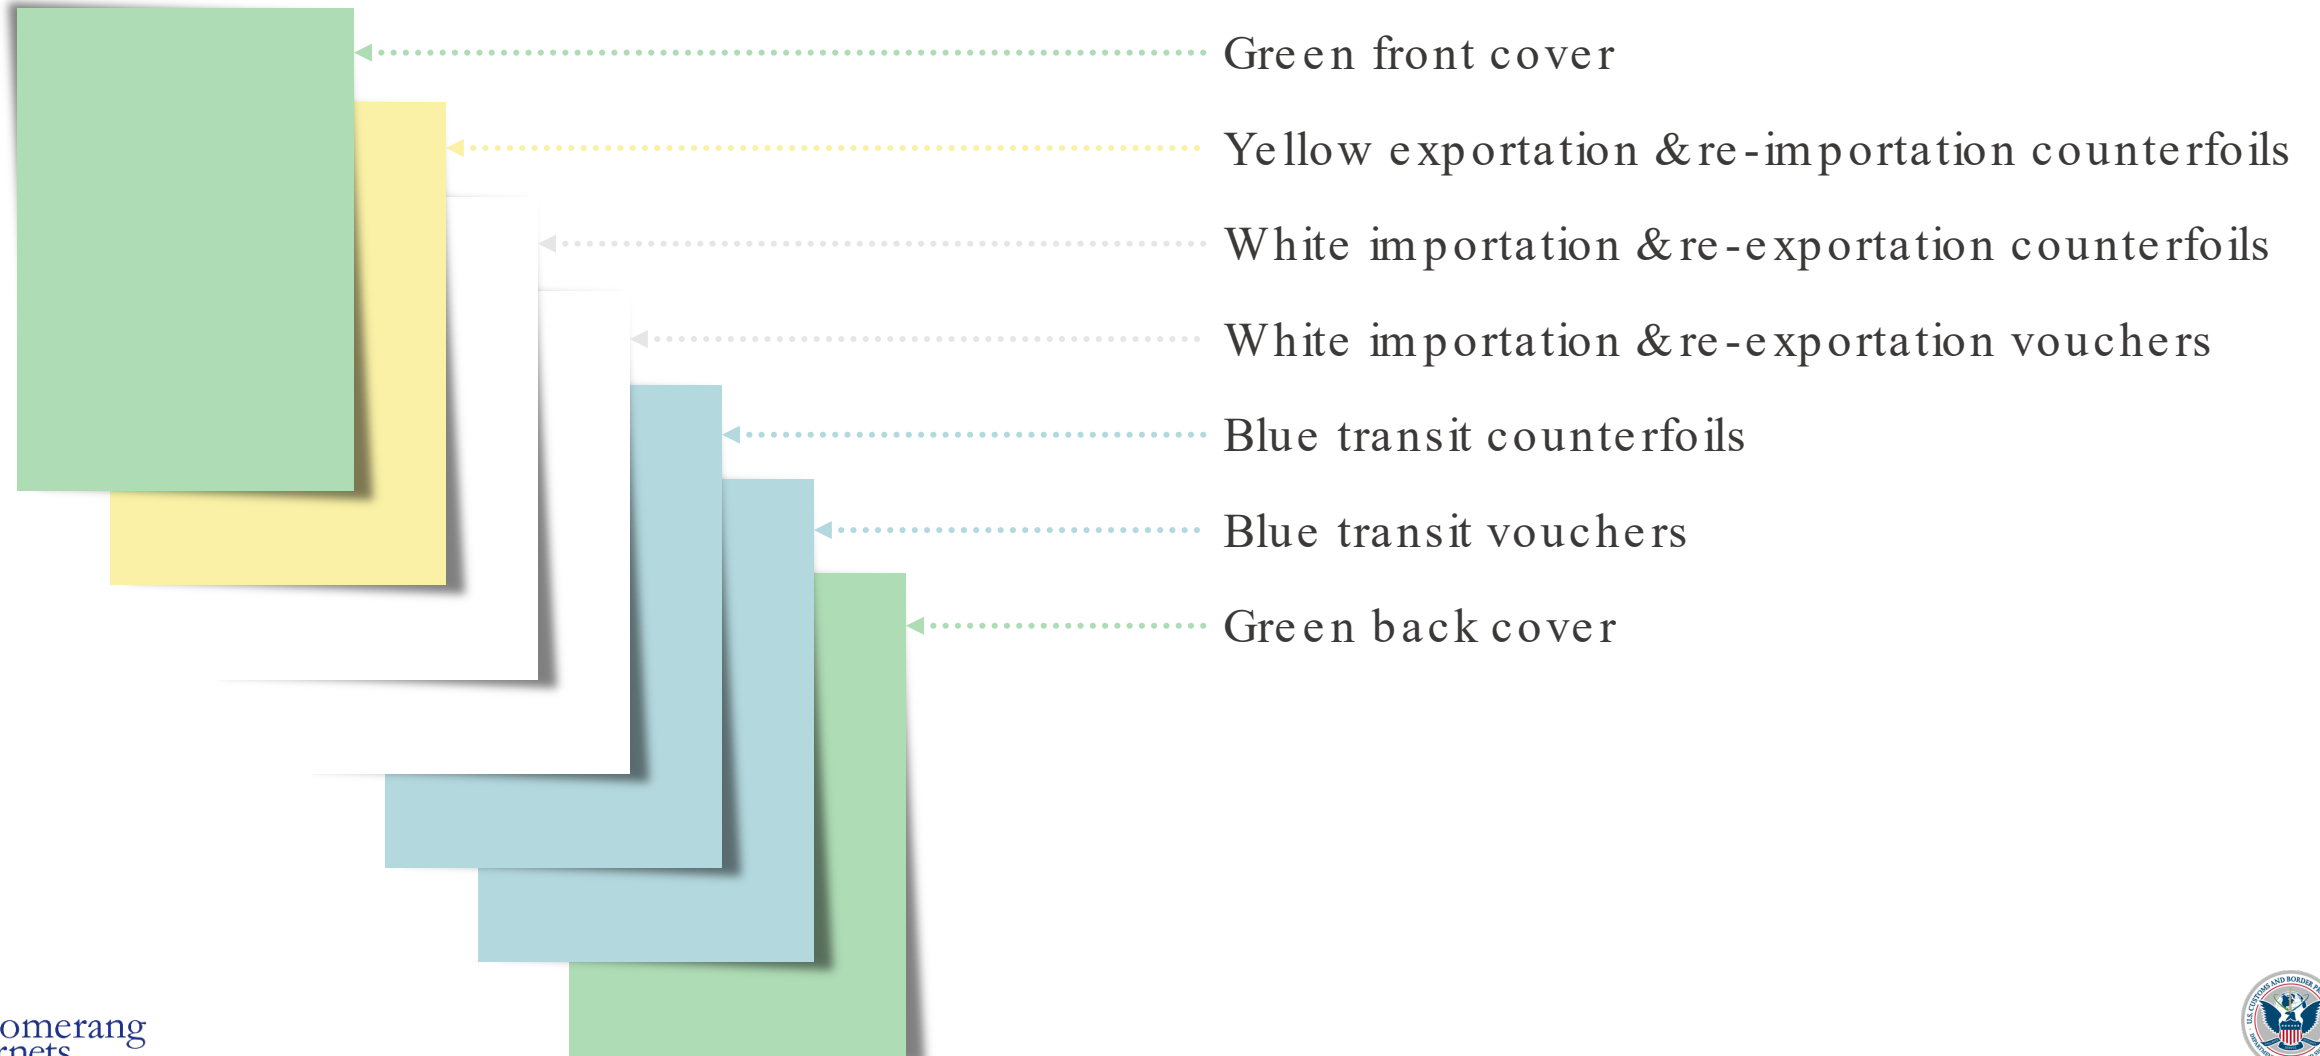 Green front cover
Yellow exportation & re-importation counterfoils
White importation & re-exportation counterfoils
White importation & re-exportation vouchers
Blue transit counterfoils
Blue transit vouchers
Green back cover
omerang
rnets